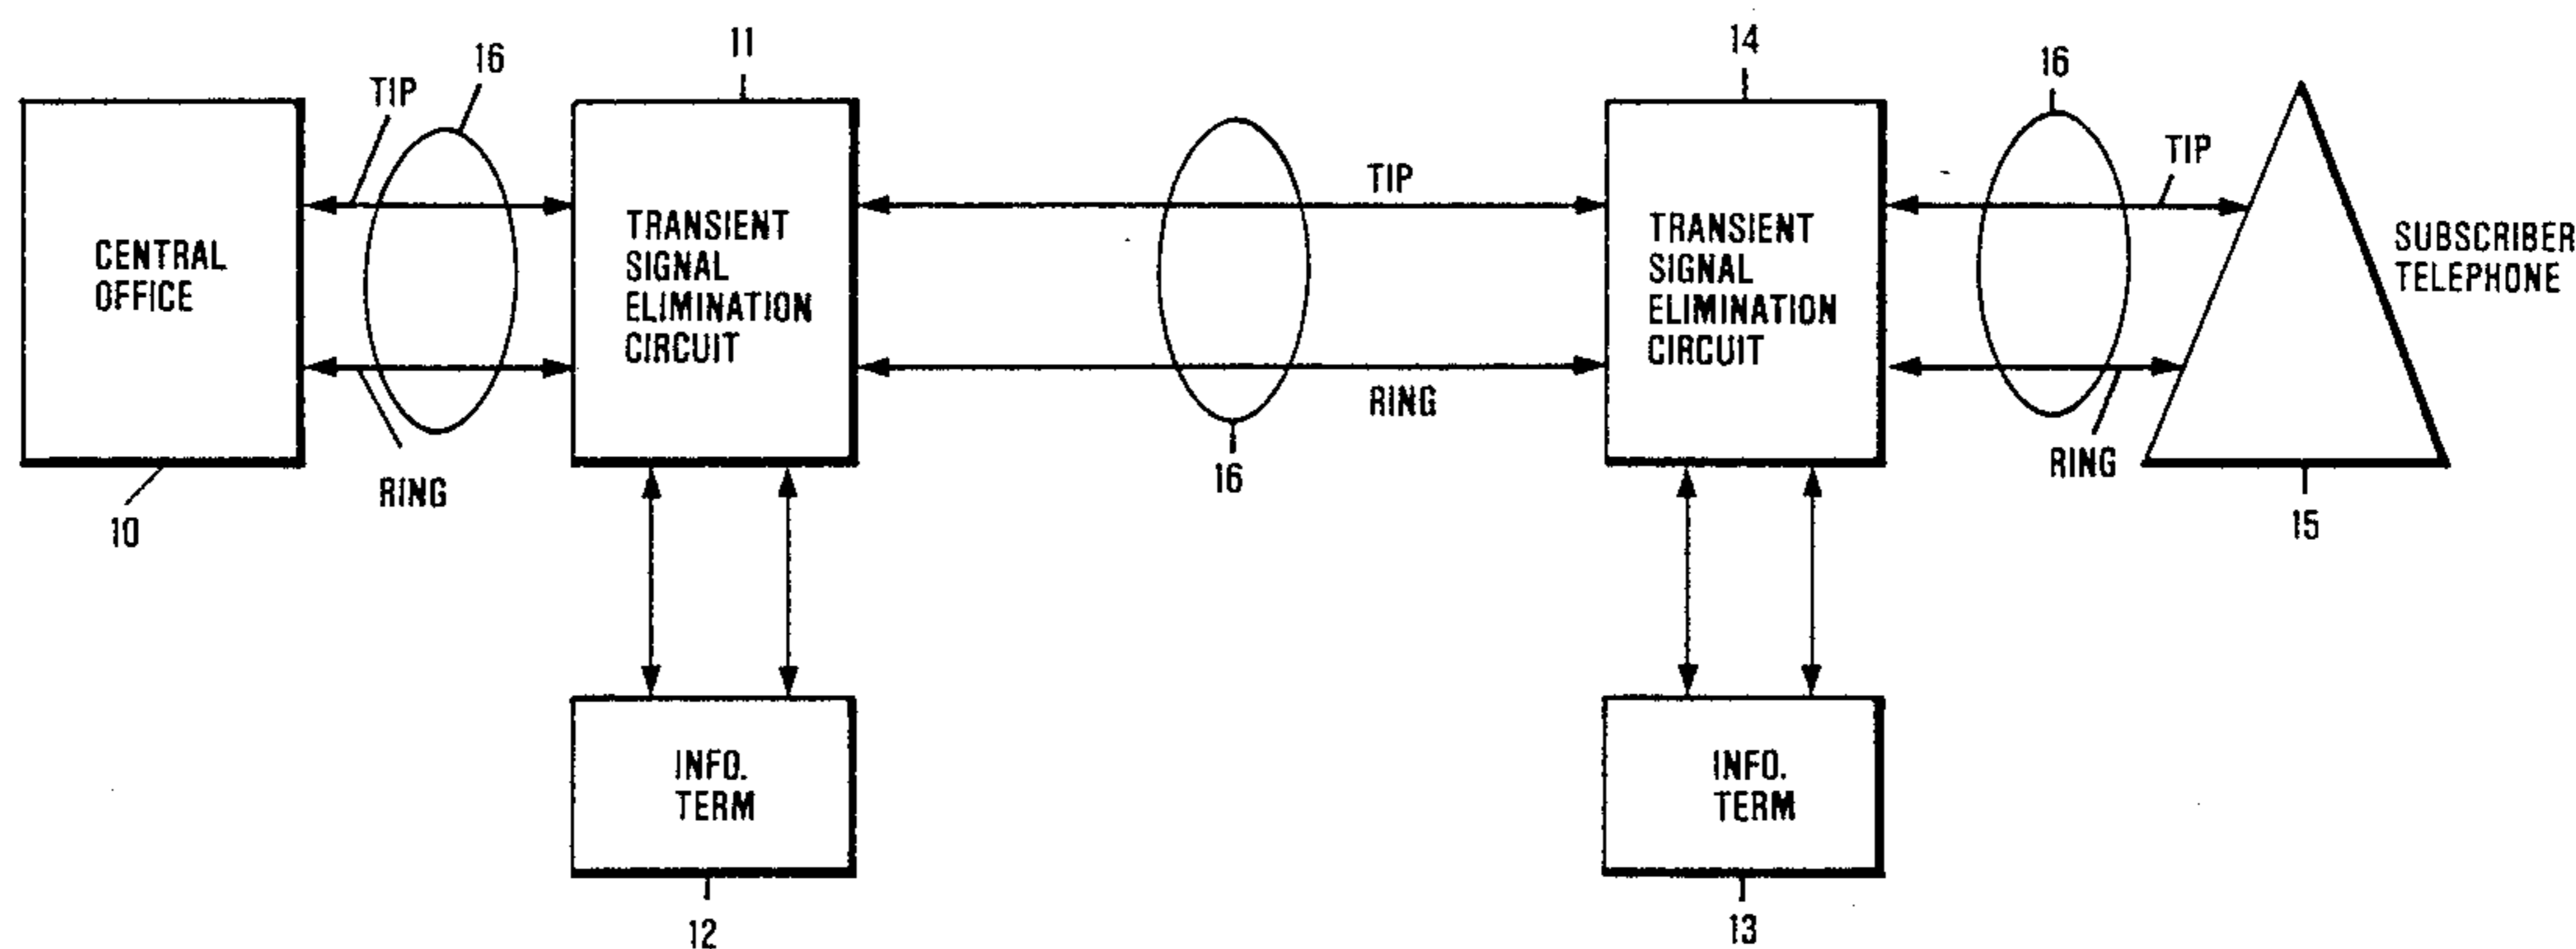 11
14
16
16
TIP
TIP
TIP
CENTRAL
OFFICE
TRANSIENT
SIGNAL
ELIMINATION
CIRCUIT
TRANSIENT
SIGNAL
ELIMINATION
CIRCUIT
SUBSCRIBER
TELEPHONE
RING
RING
RING
10
16
15
INFO.
TERM
INFO.
TERM
12
13